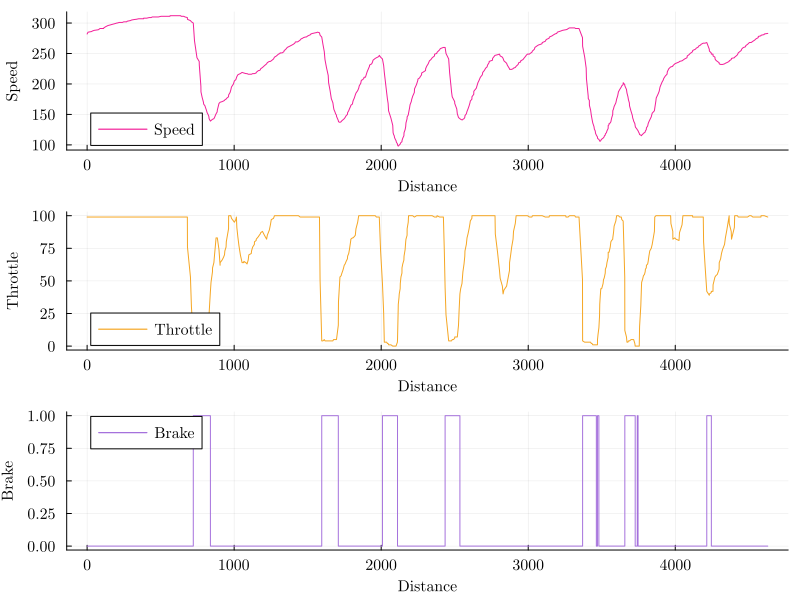 300
250
200
150
100
Speed
Speed
0 1000 2000 3000 4000
Distance
100
75
50
25
0
Throttle
Throttle
0 1000 2000 3000 4000
Distance
1.00
0.75
0.50
0.25
0.00
Brake
Brake
0 1000 2000 3000 4000
Distance